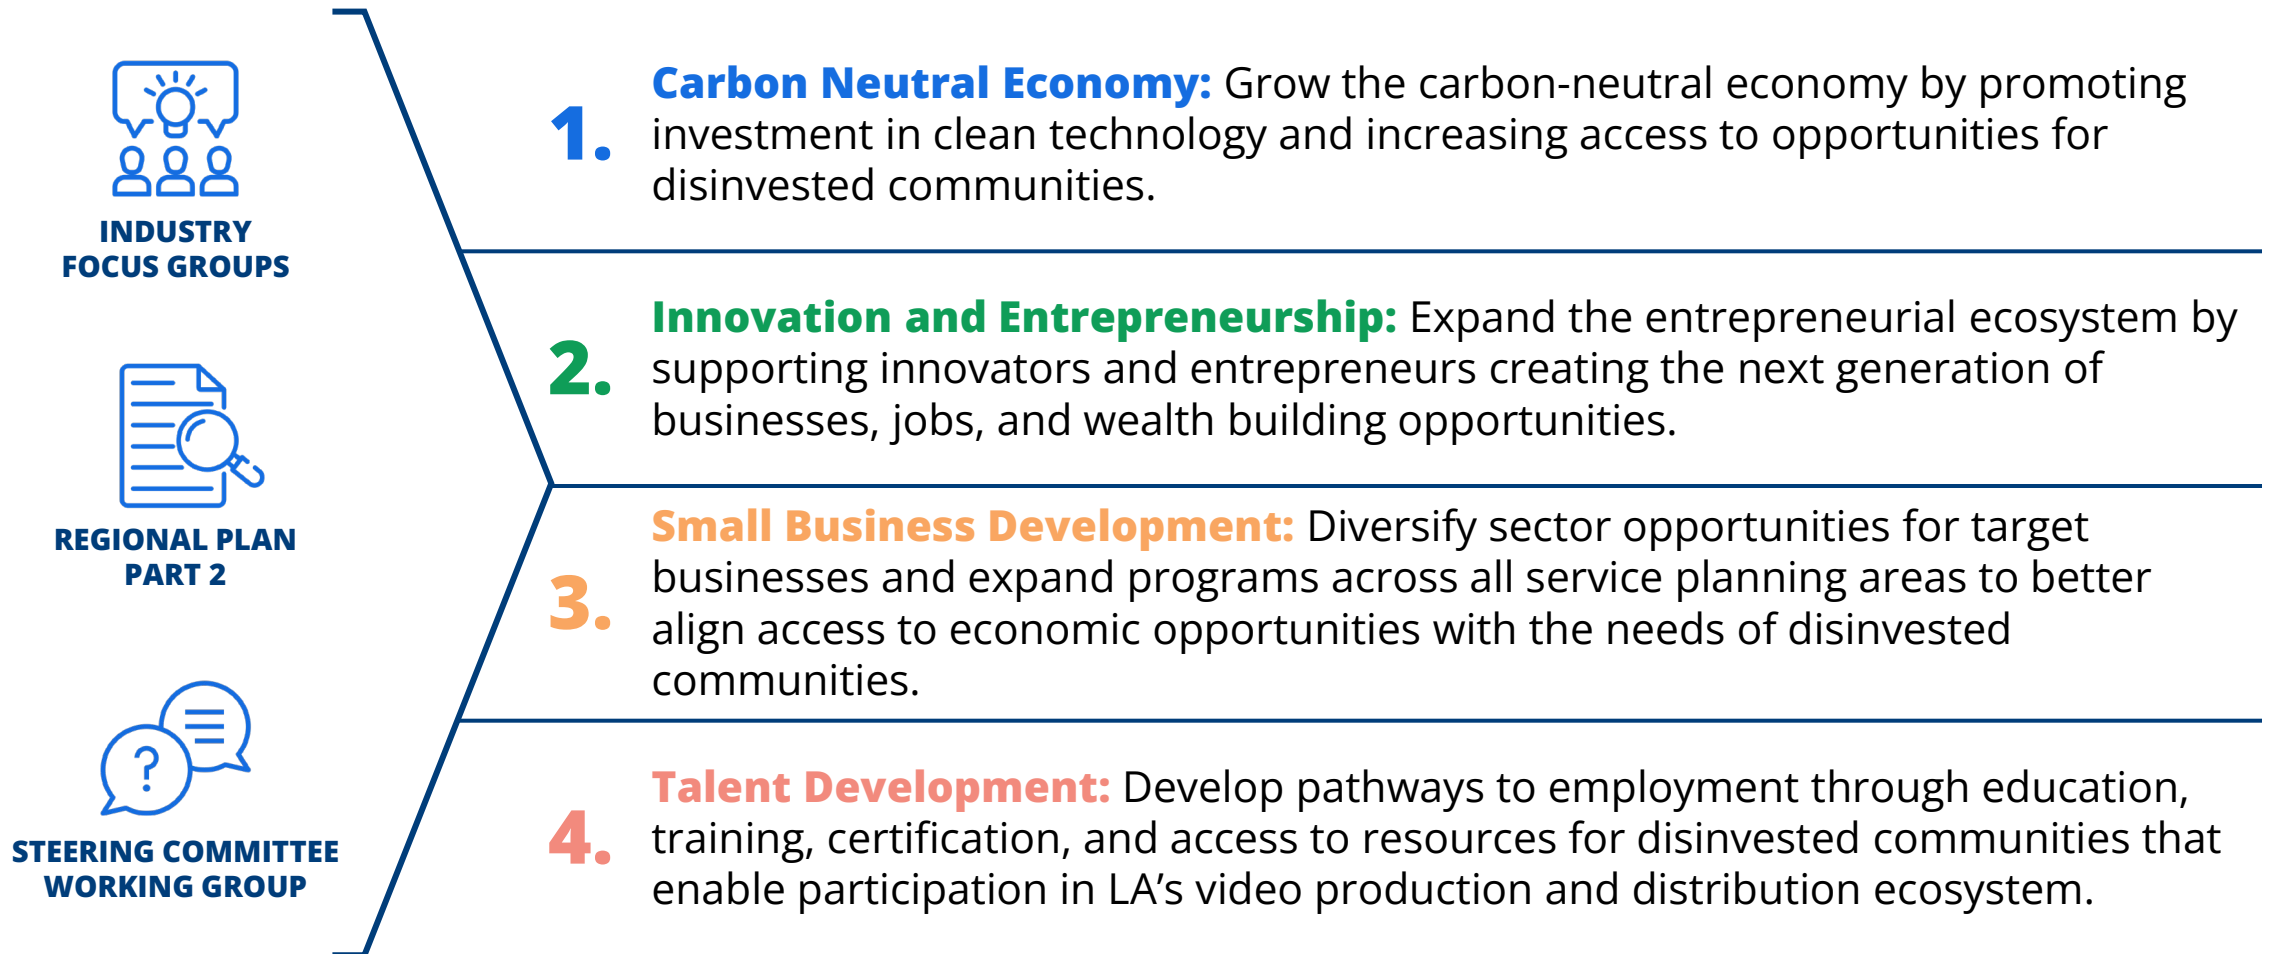 INDUSTRY
FOCUS GROUPS
REGIONAL PLAN
PART 2
?
STEERING COMMITTEE
WORKING GROUP
1.
Carbon Neutral Economy: Grow the carbon-neutral economy by promoting
investment in clean technology and increasing access to opportunities for
disinvested communities.
2.
Innovation and Entrepreneurship: Expand the entrepreneurial ecosystem by
supporting innovators and entrepreneurs creating the next generation of
businesses, jobs, and wealth building opportunities.
3.
Small Business Development: Diversify sector opportunities for target
businesses and expand programs across all service planning areas to better
align access to economic opportunities with the needs of disinvested
communities.
4.
Talent Development: Develop pathways to employment through education,
training, certification, and access to resources for disinvested communities that
enable participation in LA’s video production and distribution ecosystem.